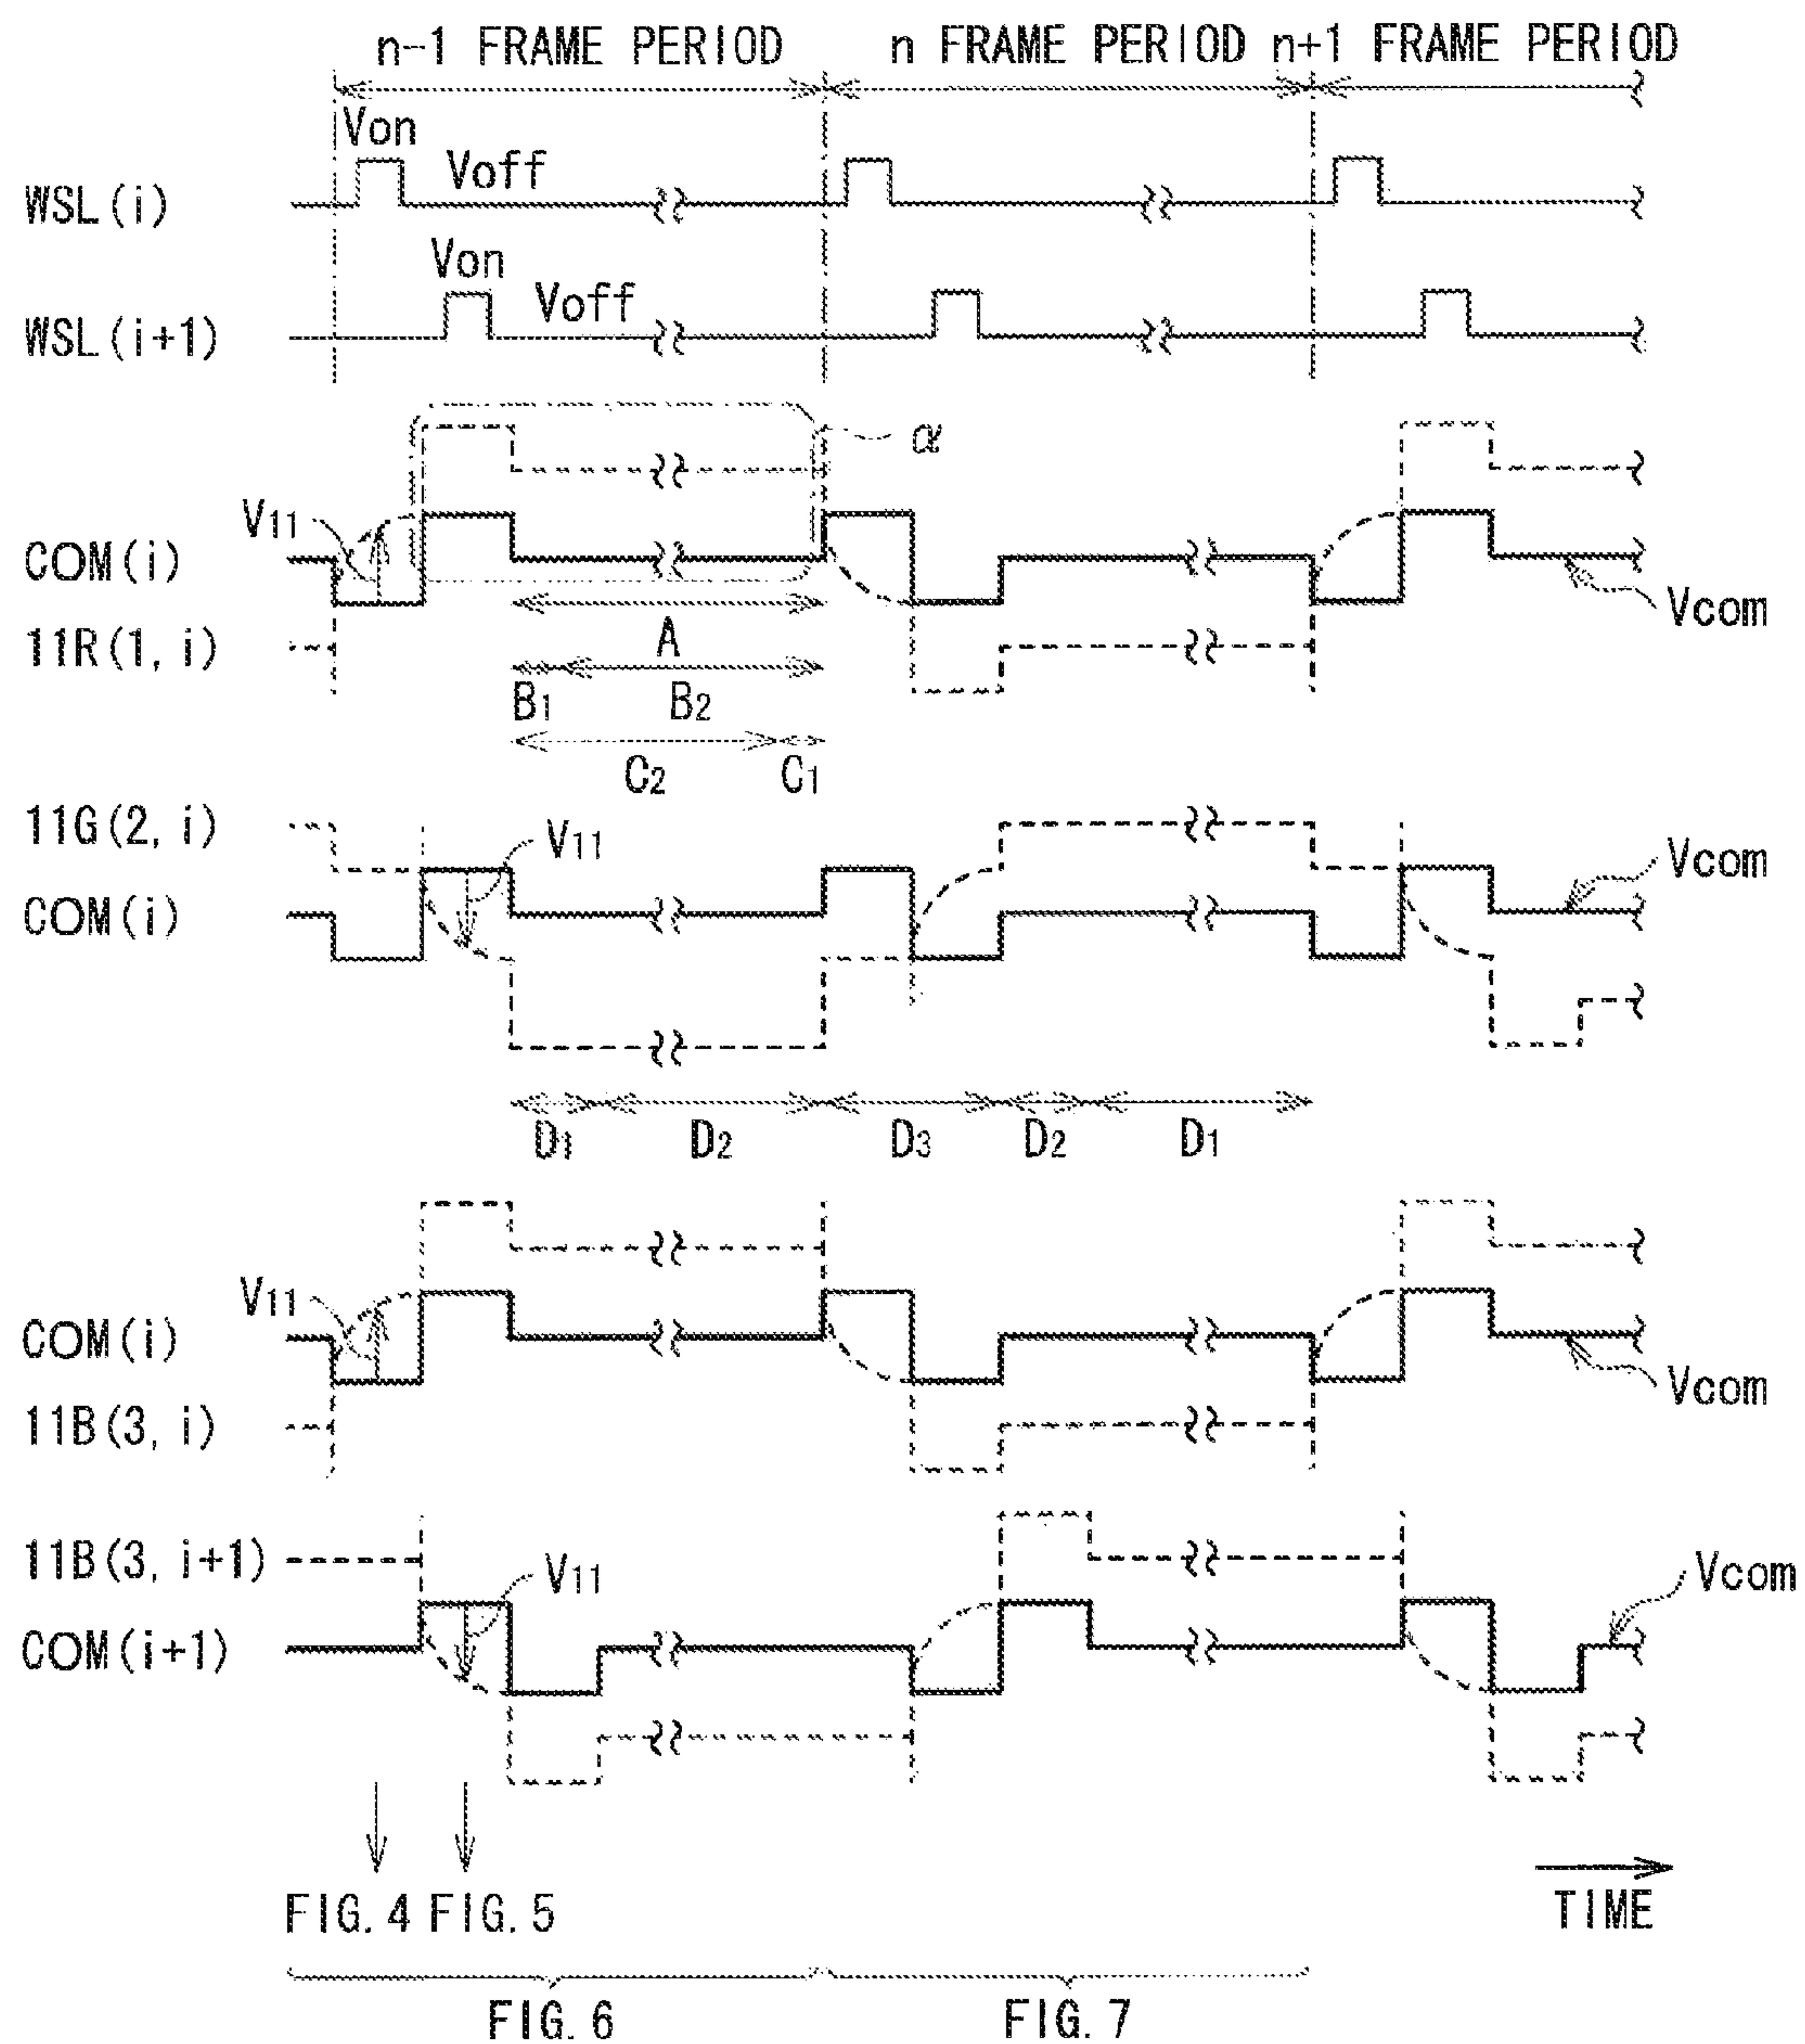 n-1 FRAME PERIOD n FRAME PERIOD n+1 FRAME PERIOD
Von
Voff
WSL(i)
Von
Voff
WSL(i+1)
α
V11
COM(i)
Vcom
11R(1,i)
A
B1 B2
C2 C1
11G(2,i)
V11
Vcom
COM(i)
D1 D2 D3 D2 D1
V11
COM(i)
Vcom
11B(3,i)
11B(3,i+1)
V11
Vcom
COM(i+1)
FIG.4 FIG.5
TIME
FIG.6 FIG.7